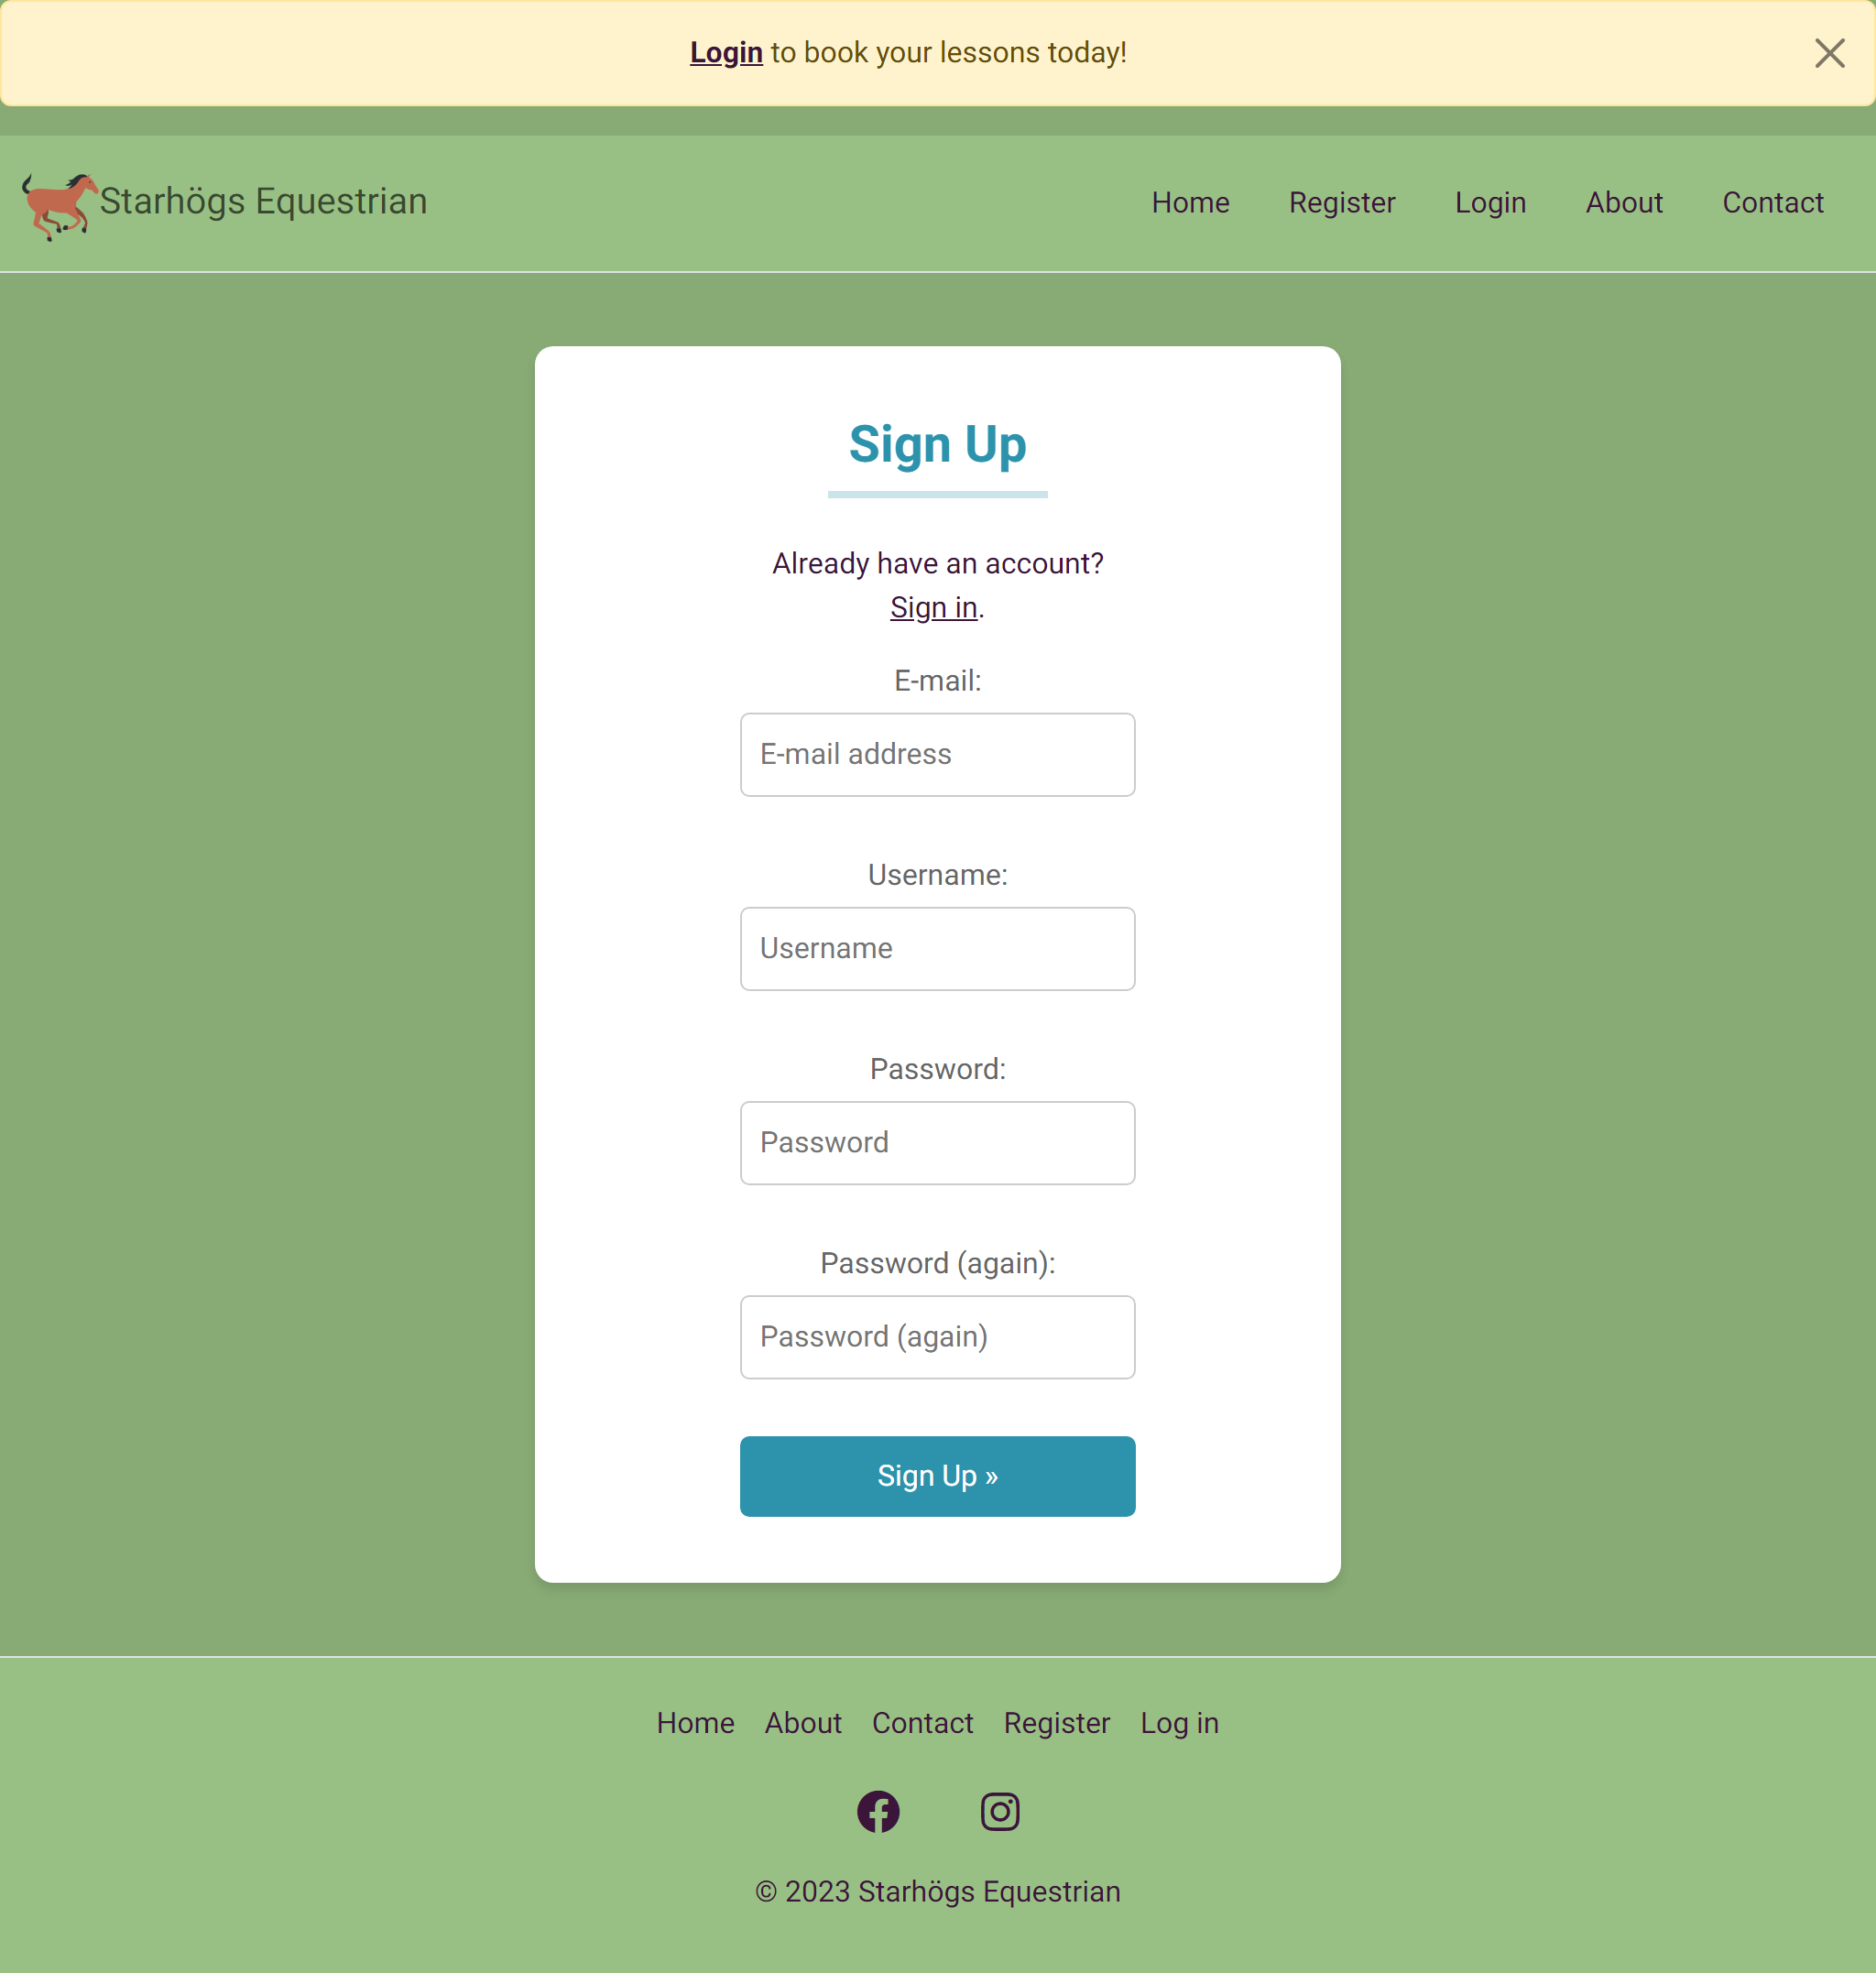 Login to book your lessons today!
Starhögs Equestrian
Home Register Login About Contact
Sign Up
Already have an account?
Sign in.
E-mail:
E-mail address
Username:
Username
Password:
Password
Password (again):
Password (again)
Sign Up »
Home About Contact Register Log in
© 2023 Starhögs Equestrian